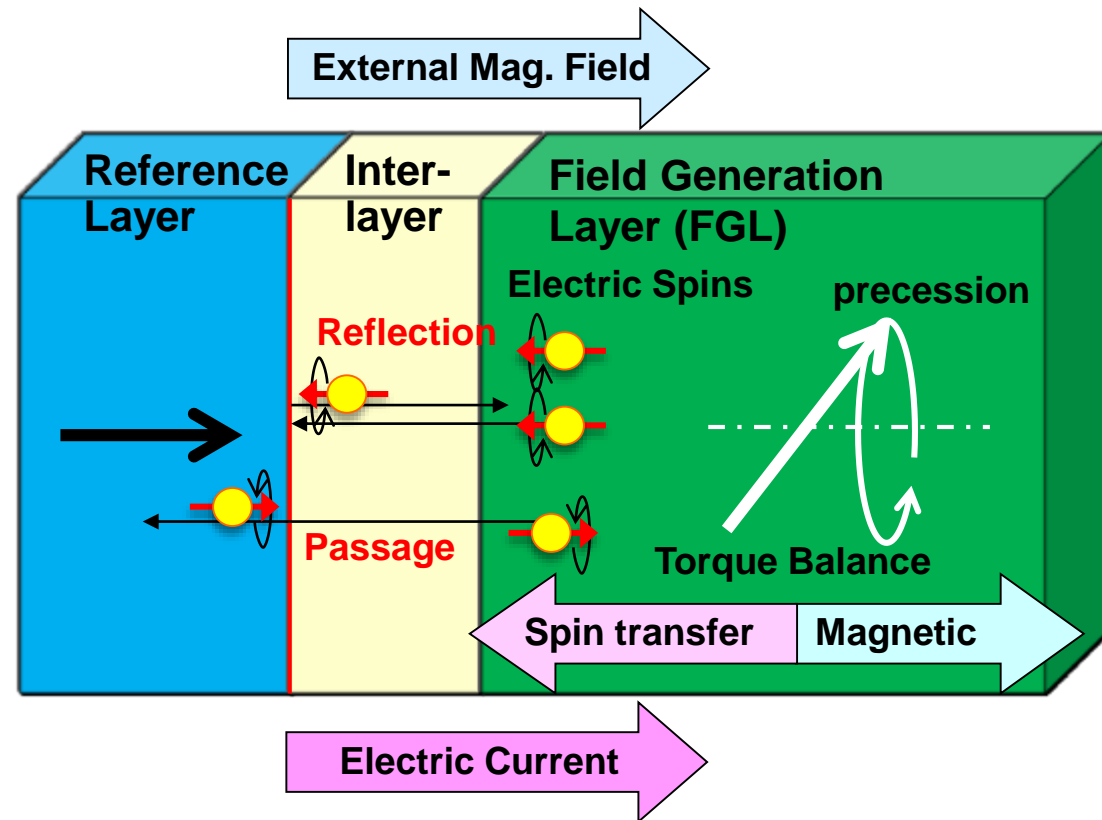 External Mag. Field
Reference
Layer
Inter-
layer
Field Generation
Layer (FGL)
Electric Spins
precession
Reflection
Passage
Torque Balance
Spin transfer
Magnetic
Electric Current